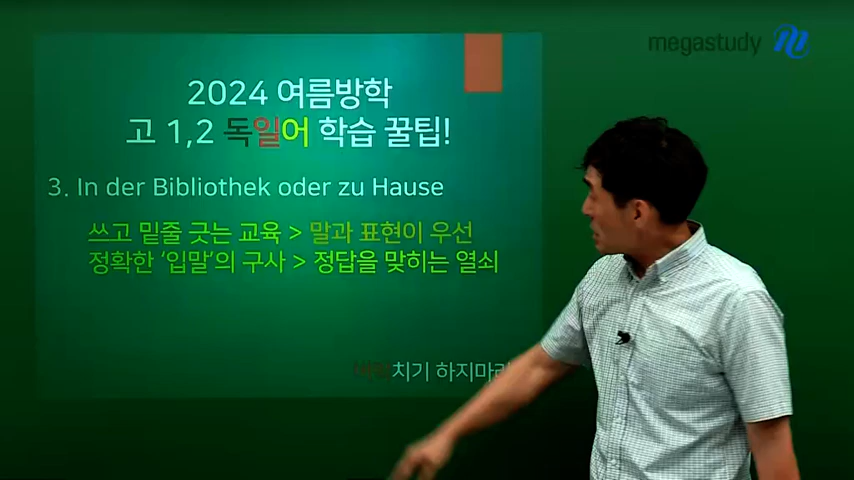 megastudy
2024 여름방학
고 1,2 독일어 학습 꿀팁!
3. In der Bibliothek oder zu Hause
쓰고 밑줄 긋는 교육 > 말과 표현이 우선
정확한 '입말'의 구사 > 정답을 맞히는 열쇠
치기 하지마라